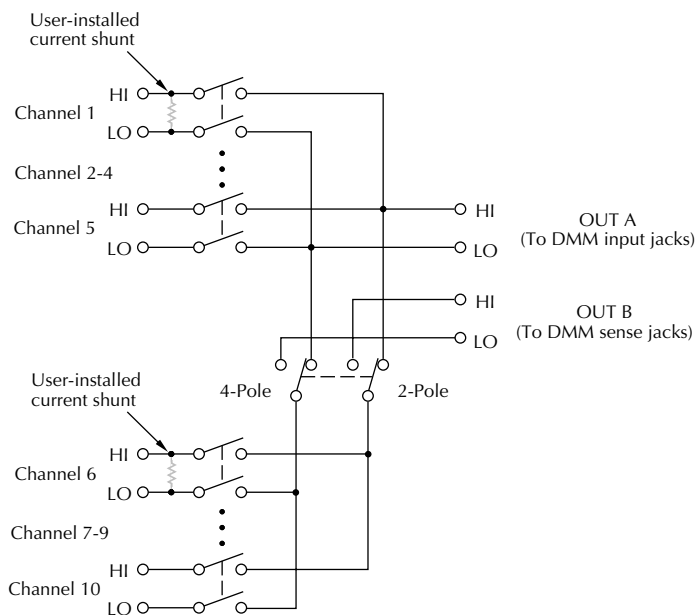 User-installed
current shunt
HI
Channel 1
LO
Channel 2-4
HI
Channel 5
LO
HI
OUT A
(To DMM input jacks)
LO
HI
OUT B
(To DMM sense jacks)
LO
4-Pole
2-Pole
User-installed
current shunt
HI
Channel 6
LO
Channel 7-9
HI
Channel 10
LO